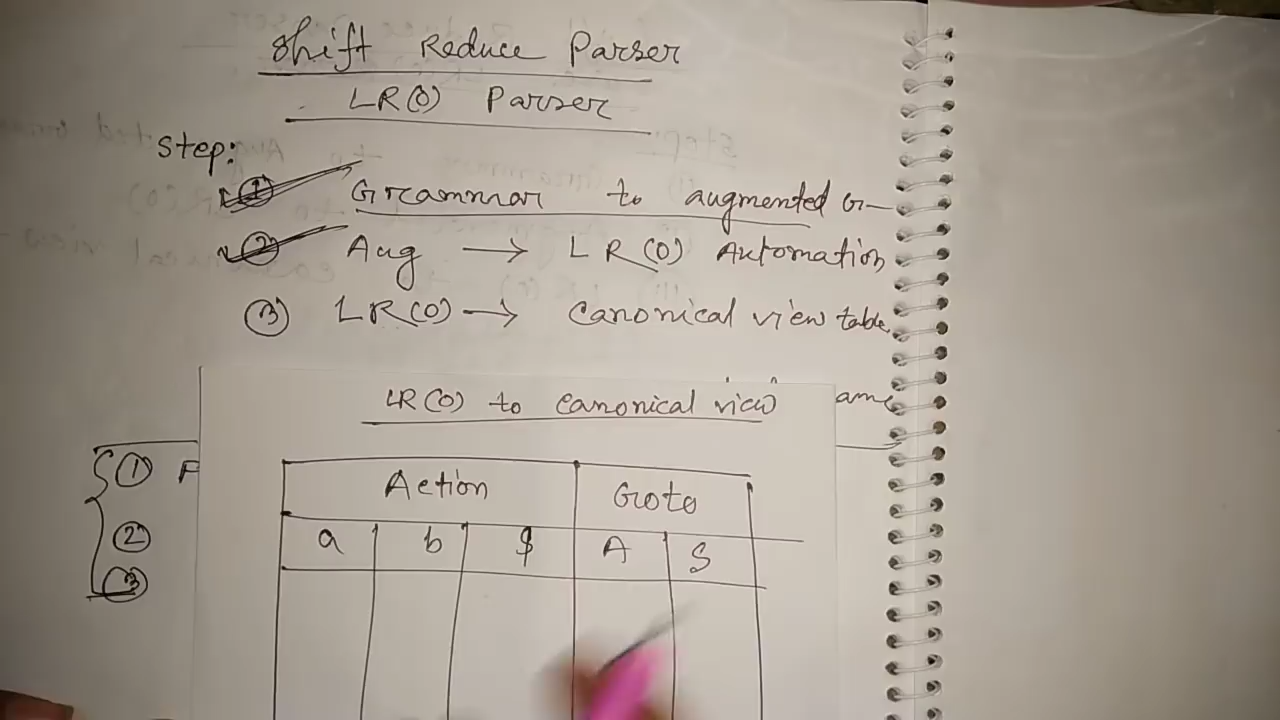 Shift Reduce Parser
LR(0) Parser
Step:
① Grammar to augmented Gr-
② Aug → LR(0) Automation
③ LR(0) → Canonical view table
LR(0) to canonical view
Action Goto
a b $ A S
①
②
③